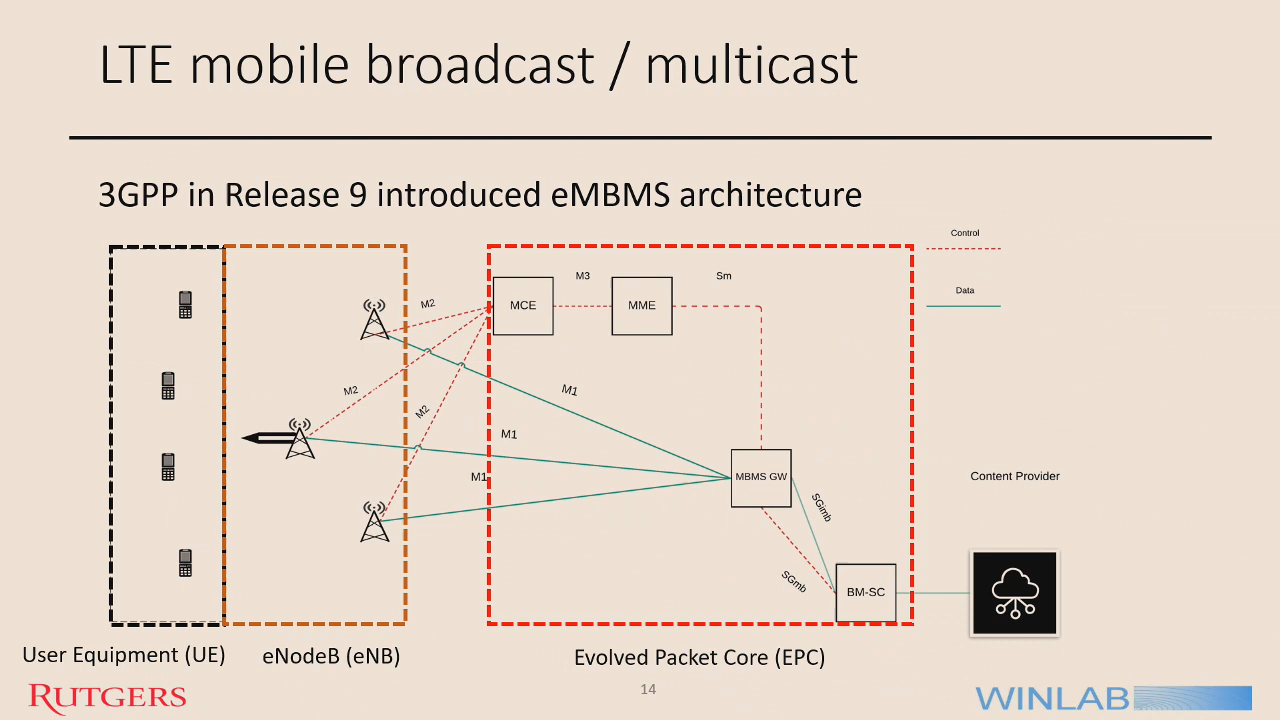 LTE mobile broadcast / multicast
3GPP in Release 9 introduced eMBMS architecture
Control
Data
M2
MCE
M3
MME
Sm
M2
M2
M1
M1
M1
MBMS GW
SGimb
SGmb
BM-SC
Content Provider
User Equipment (UE)
eNodeB (eNB)
Evolved Packet Core (EPC)
RUTGERS
14
WINLAB